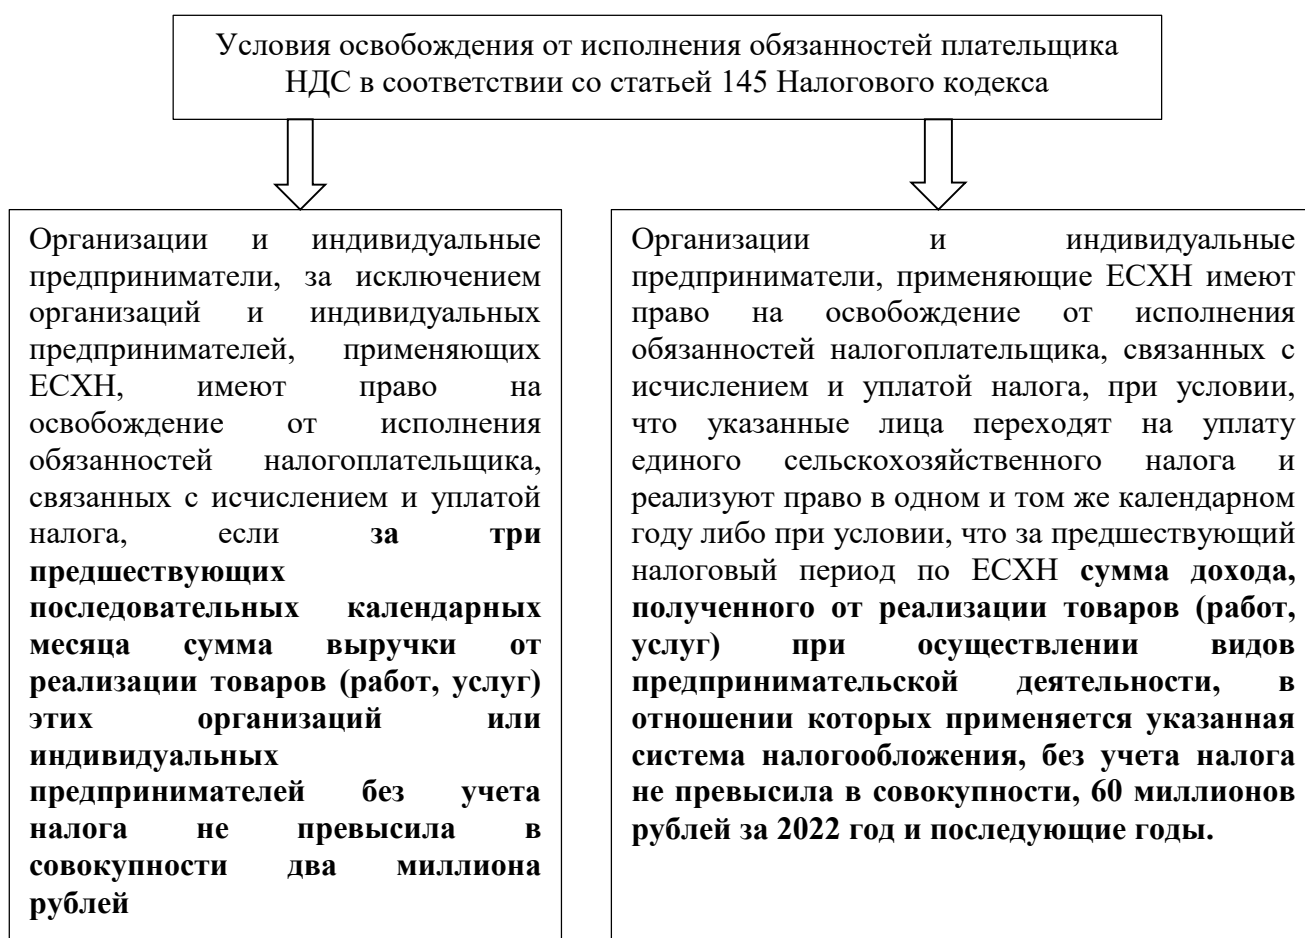 Условия освобождения от исполнения обязанностей плательщика
НДС в соответствии со статьей 145 Налогового кодекса
Организации и индивидуальные
предприниматели, за исключением
организаций и индивидуальных
предпринимателей, применяющих
ЕСХН, имеют право на
освобождение от исполнения
обязанностей налогоплательщика,
связанных с исчислением и уплатой
налога, если за три
предшествующих
последовательных календарных
месяца сумма выручки от
реализации товаров (работ, услуг)
этих организаций или
индивидуальных
предпринимателей без учета
налога не превысила в
совокупности два миллиона
рублей
Организации и индивидуальные
предприниматели, применяющие ЕСХН имеют
право на освобождение от исполнения
обязанностей налогоплательщика, связанных с
исчислением и уплатой налога, при условии,
что указанные лица переходят на уплату
единого сельскохозяйственного налога и
реализуют право в одном и том же календарном
году либо при условии, что за предшествующий
налоговый период по ЕСХН сумма дохода,
полученного от реализации товаров (работ,
услуг) при осуществлении видов
предпринимательской деятельности, в
отношении которых применяется указанная
система налогообложения, без учета налога
не превысила в совокупности, 60 миллионов
рублей за 2022 год и последующие годы.